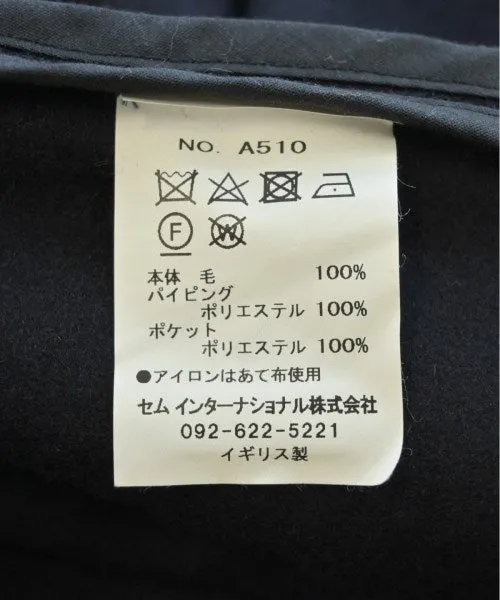 NO. A510
F W
本体 毛 100%
パイピング
ポリエステル 100%
ポケット
ポリエステル 100%
●アイロンはあて布使用
セム インターナショナル株式会社
092-622-5221
イギリス製